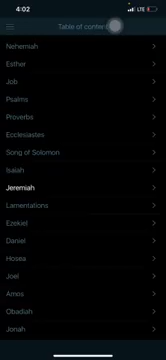 4:02
LTE
Table of conten
Nehemiah
Esther
Job
Psalms
Proverbs
Ecclesiastes
Song of Solomon
Isaiah
Jeremiah
Lamentations
Ezekiel
Daniel
Hosea
Joel
Amos
Obadiah
Jonah